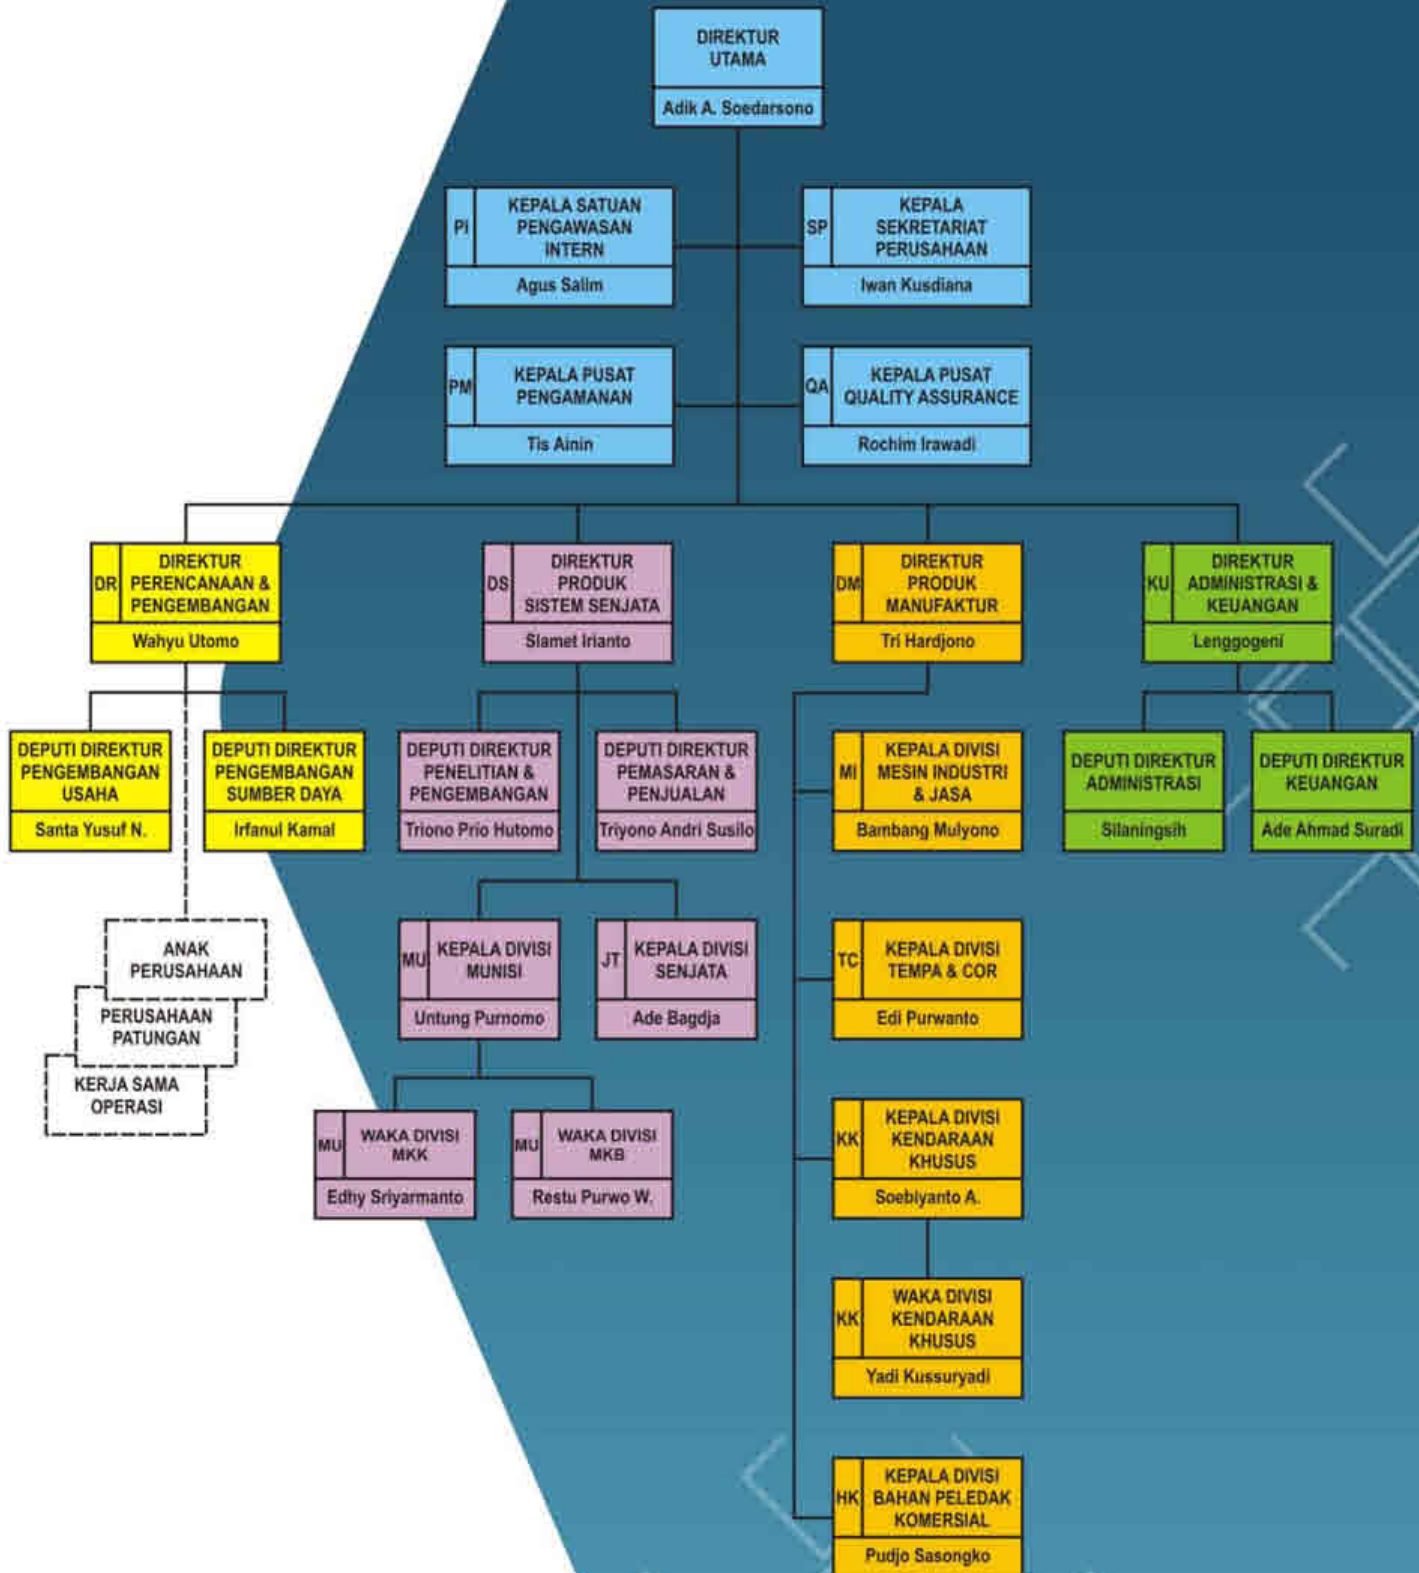 DIREKTUR
UTAMA
Adik A. Soedarsono
PI
KEPALA SATUAN
PENGAWASAN
INTERN
Agus Salim
SP
KEPALA
SEKRETARIAT
PERUSAHAAN
Iwan Kusdiana
PM
KEPALA PUSAT
PENGAMANAN
Tis Ainin
QA
KEPALA PUSAT
QUALITY ASSURANCE
Rochim Irawadi
DR
DIREKTUR
PERENCANAAN &
PENGEMBANGAN
Wahyu Utomo
DS
DIREKTUR
PRODUK
SISTEM SENJATA
Slamet Irianto
DM
DIREKTUR
PRODUK
MANUFAKTUR
Tri Hardjono
KU
DIREKTUR
ADMINISTRASI &
KEUANGAN
Lenggogeni
DEPUTI DIREKTUR
PENGEMBANGAN
USAHA
Santa Yusuf N.
DEPUTI DIREKTUR
PENGEMBANGAN
SUMBER DAYA
Irfanul Kamal
DEPUTI DIREKTUR
PENELITIAN &
PENGEMBANGAN
Triono Prio Hutomo
DEPUTI DIREKTUR
PEMASARAN &
PENJUALAN
Triyono Andri Susilo
MI
KEPALA DIVISI
MESIN INDUSTRI
& JASA
Bambang Mulyono
DEPUTI DIREKTUR
ADMINISTRASI
Silaningsih
DEPUTI DIREKTUR
KEUANGAN
Ade Ahmad Suradi
ANAK
PERUSAHAAN
PERUSAHAAN
PATUNGAN
KERJA SAMA
OPERASI
MU
KEPALA DIVISI
MUNISI
Untung Purnomo
JT
KEPALA DIVISI
SENJATA
Ade Bagdja
TC
KEPALA DIVISI
TEMPA & COR
Edi Purwanto
MU
WAKA DIVISI
MKK
Edhy Sriyarmanto
MU
WAKA DIVISI
MKB
Restu Purwo W.
KK
KEPALA DIVISI
KENDARAAN
KHUSUS
Soebiyanto A.
KK
WAKA DIVISI
KENDARAAN
KHUSUS
Yadi Kussuryadi
HK
KEPALA DIVISI
BAHAN PELEDAK
KOMERSIAL
Pudjo Sasongko